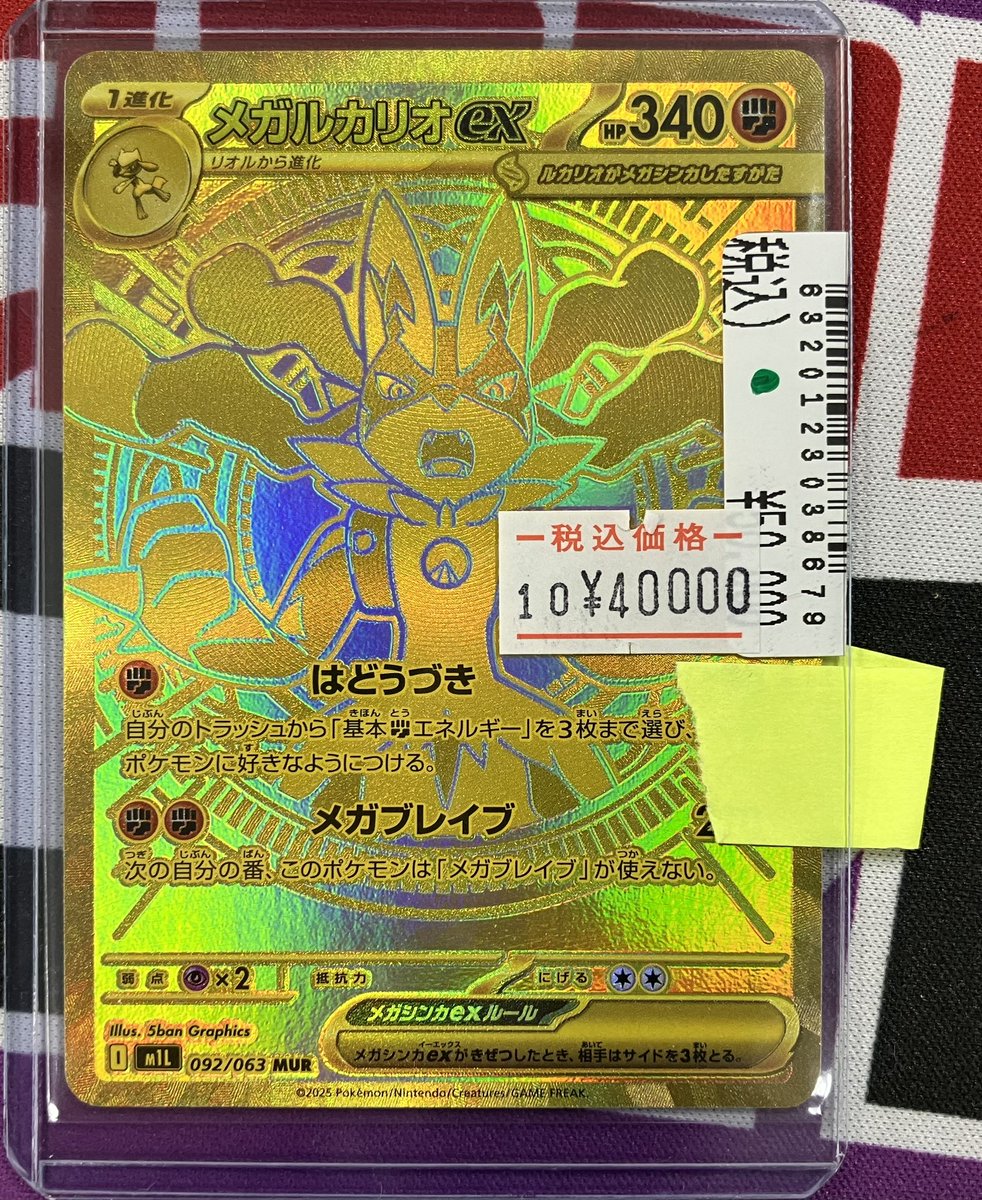 1進化
メガルカリオex
HP 340
リオルから進化
ルカリオがメガシンカしたすがた
税込)
6320123038679
税込価格
10 ¥40000
はどうづき
自分のトラッシュから「基本エネルギー」を3枚まで選び、
ポケモンに好きなようにつける。
メガブレイブ
2
次の自分の番、このポケモンは「メガブレイブ」が使えない。
弱点 ×2 抵抗力 にげる
メガシンカexルール
メガシンカexがきぜつしたとき、相手はサイドを3枚とる。
Illus. 5ban Graphics
I M1L 092/063 MUR
©2025 Pokémon/Nintendo/Creatures/GAME FREAK.